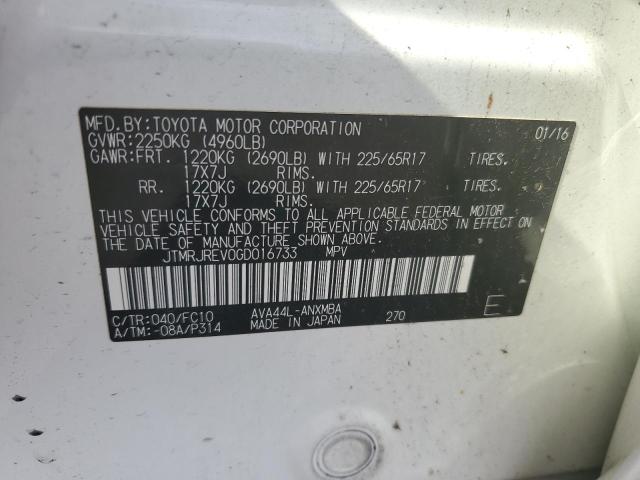 MFD.BY:TOYOTA MOTOR CORPORATION 01/16
GVWR:2250KG (4960LB)
GAWR:FRT. 1220KG (2690LB) WITH 225/65R17 TIRES.
17X7J RIMS.
RR. 1220KG (2690LB) WITH 225/65R17 TIRES.
17X7J RIMS.
THIS VEHICLE CONFORMS TO ALL APPLICABLE FEDERAL MOTOR
VEHICLE SAFETY AND THEFT PREVENTION STANDARDS IN EFFECT ON
THE DATE OF MANUFACTURE SHOWN ABOVE.
JTMRJREV0GD016733 MPV
C/TR:040/FC10 AVA44L-ANXMBA 270 E
A/TM:-08A/P314 MADE IN JAPAN